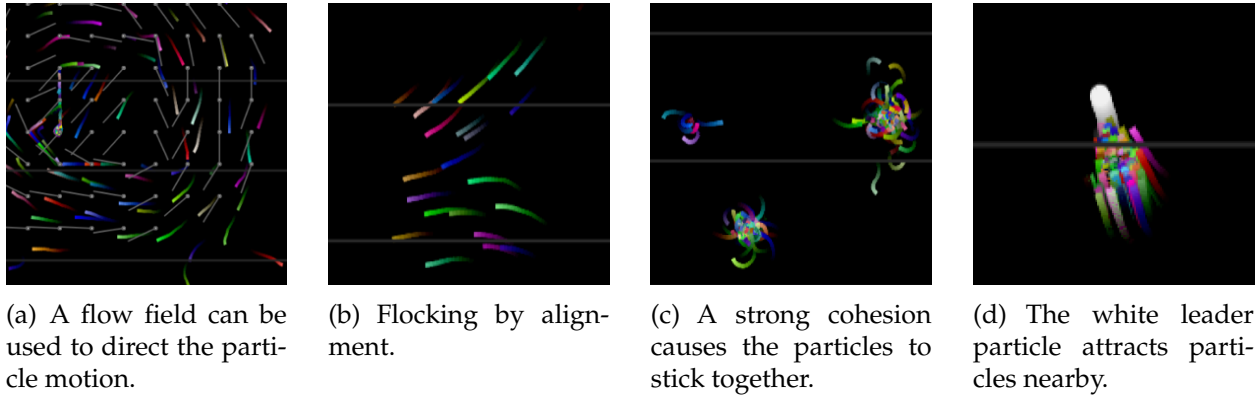 (a) A flow field can be
used to direct the parti-
cle motion.
(b) Flocking by align-
ment.
(c) A strong cohesion
causes the particles to
stick together.
(d) The white leader
particle attracts parti-
cles nearby.